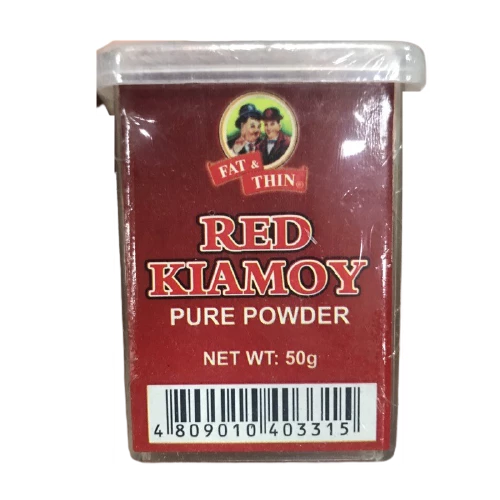 FAT &
THIN®
RED
KIAMOY
PURE POWDER
NET WT: 50g
4 809010 403315